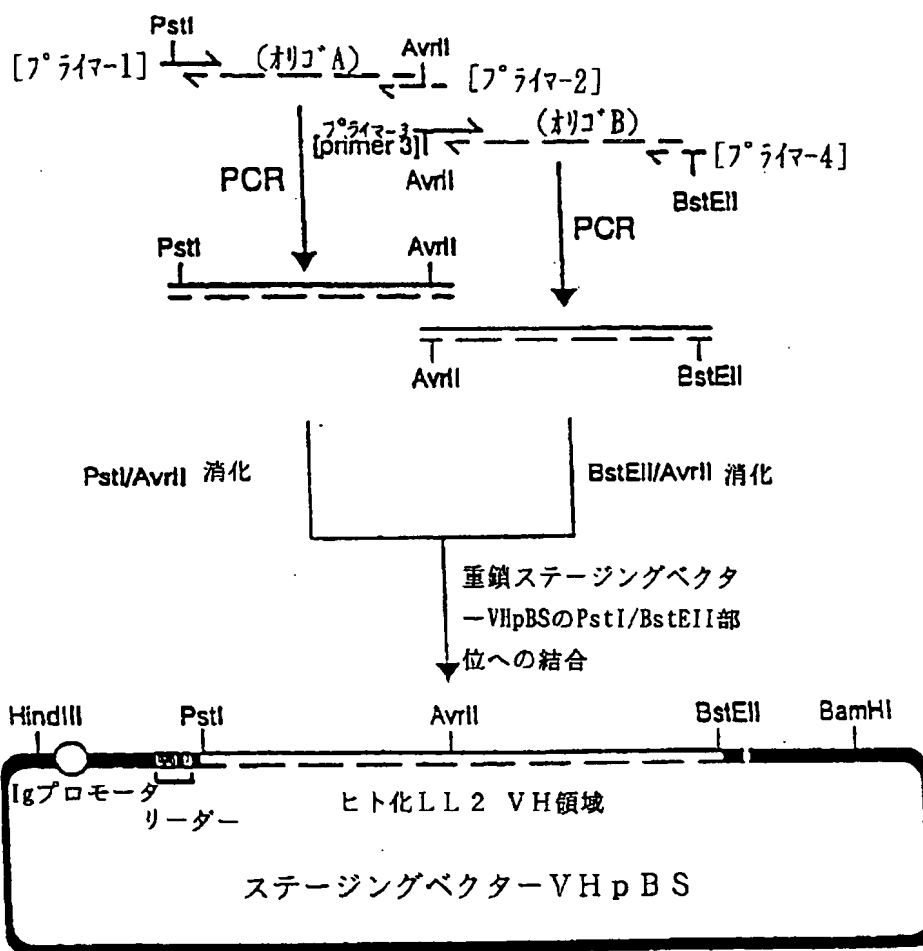 PstI
[プライマー1]
(オリゴA)
AvrII
[プライマー2]
プライマー3
[primer 3]
(オリゴB)
[プライマー4]
AvrII
BstEII
PCR
PCR
PstI
AvrII
AvrII
BstEII
PstI/AvrII 消化
BstEII/AvrII 消化
重鎖ステージングベクタ
ーVHpBSのPstI/BstEII部
位への結合
HindIII
PstI
AvrII
BstEII
BamHI
Igプロモータ
リーダー
ヒト化LL2 VH領域
ステージングベクターVHpBS